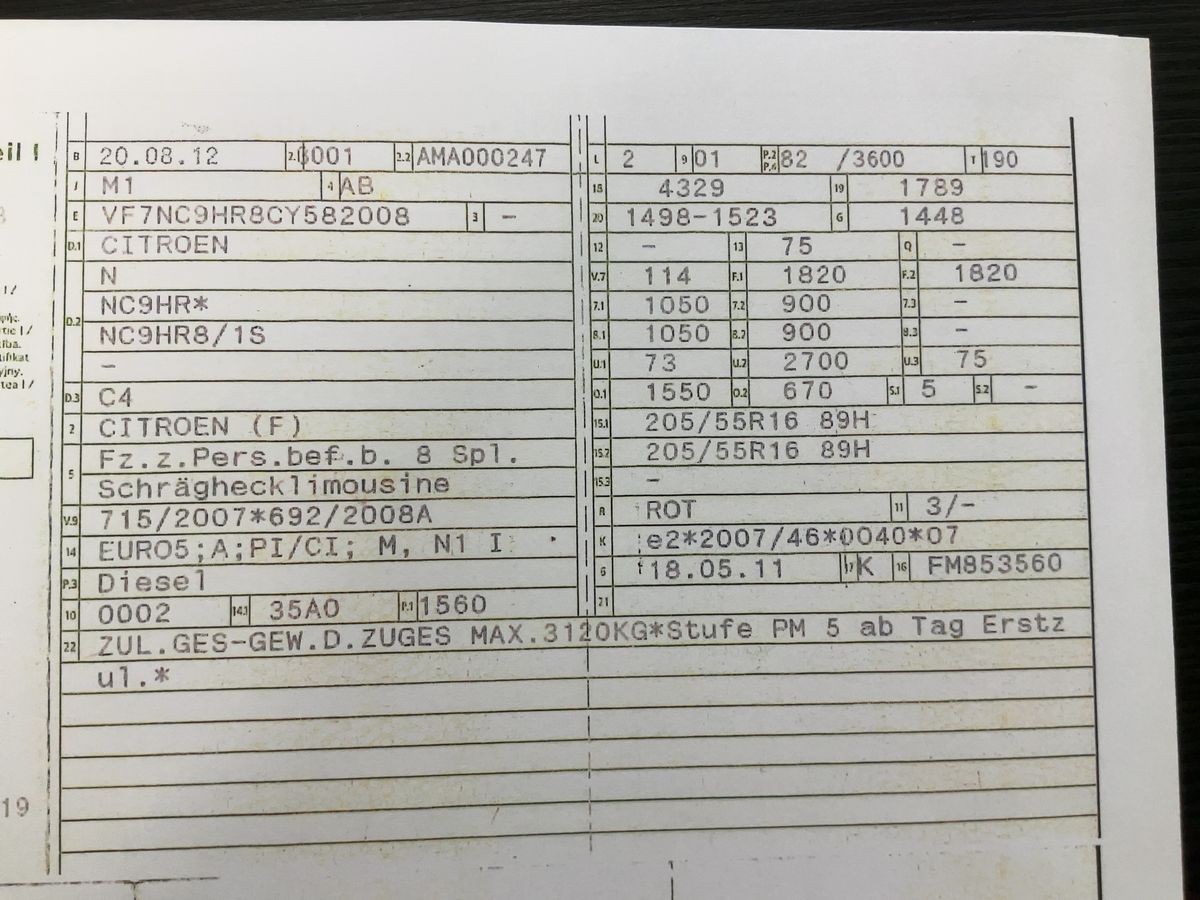 eil I
B 20.08.12 2.1 3001 2.2 AMA000247
J M1 4 AB
E VF7NC9HR8CY582008 3 –
D.1 CITROEN
D.2 N
NC9HR*
NC9HR8/1S
–
D.3 C4
2 CITROEN (F)
5 Fz.z.Pers.bef.b. 8 Spl.
Schräghecklimousine
V.9 715/2007*692/2008A
14 EURO5;A;PI/CI; M, N1 I
P.3 Diesel
10 0002 14.1 35A0 P.1 1560
L 2 9 01 P.2 P.4 82 /3600 T 190
18 4329 19 1789
20 1498-1523 G 1448
12 – 13 75 Q –
V.7 114 F.1 1820 F.2 1820
7.1 1050 7.2 900 7.3 –
8.1 1050 8.2 900 8.3 –
U.1 73 U.2 2700 U.3 75
O.1 1550 O.2 670 S.1 5 S.2 –
15.1 205/55R16 89H
15.2 205/55R16 89H
15.3 –
R ROT 11 3/–
K e2*2007/46*0040*07
6 18.05.11 17 K 16 FM853560
21
22 ZUL.GES-GEW.D.ZUGES MAX.3120KG*Stufe PM 5 ab Tag Erstz
ul.*
19